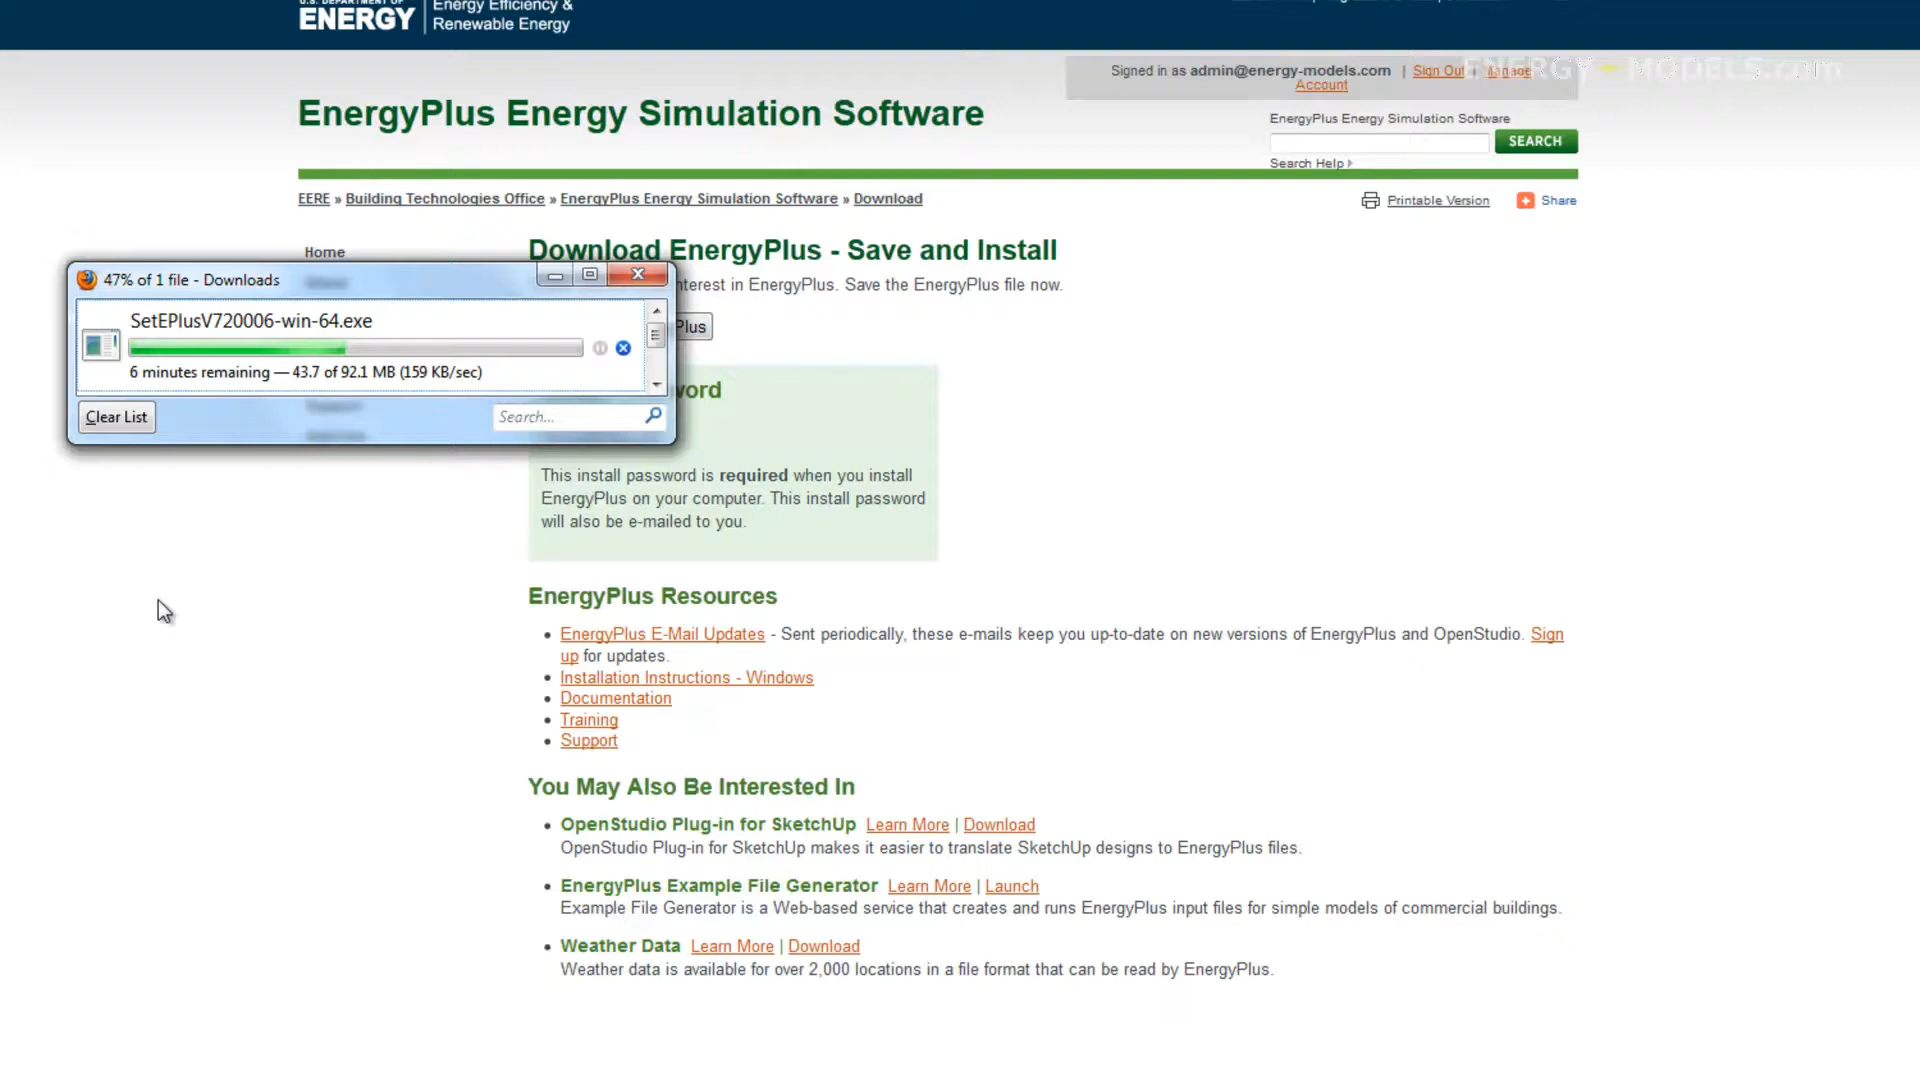 ENERGY
Energy Efficiency &
Renewable Energy
Signed in as admin@energy-models.com | Sign Out | Manage
Account
ENERGY-MODELS.com
EnergyPlus Energy Simulation Software
EnergyPlus Energy Simulation Software
SEARCH
Search Help
EERE » Building Technologies Office » EnergyPlus Energy Simulation Software » Download
Printable Version
Share
Home
Download EnergyPlus - Save and Install
interest in EnergyPlus. Save the EnergyPlus file now.
Plus
47% of 1 file - Downloads
SetEPlusV720006-win-64.exe
6 minutes remaining — 43.7 of 92.1 MB (159 KB/sec)
Clear List
Search...
word
This install password is required when you install
EnergyPlus on your computer. This install password
will also be e-mailed to you.
EnergyPlus Resources
• EnergyPlus E-Mail Updates - Sent periodically, these e-mails keep you up-to-date on new versions of EnergyPlus and OpenStudio. Sign
up for updates.
• Installation Instructions - Windows
• Documentation
• Training
• Support
You May Also Be Interested In
• OpenStudio Plug-in for SketchUp Learn More | Download
OpenStudio Plug-in for SketchUp makes it easier to translate SketchUp designs to EnergyPlus files.
• EnergyPlus Example File Generator Learn More | Launch
Example File Generator is a Web-based service that creates and runs EnergyPlus input files for simple models of commercial buildings.
• Weather Data Learn More | Download
Weather data is available for over 2,000 locations in a file format that can be read by EnergyPlus.